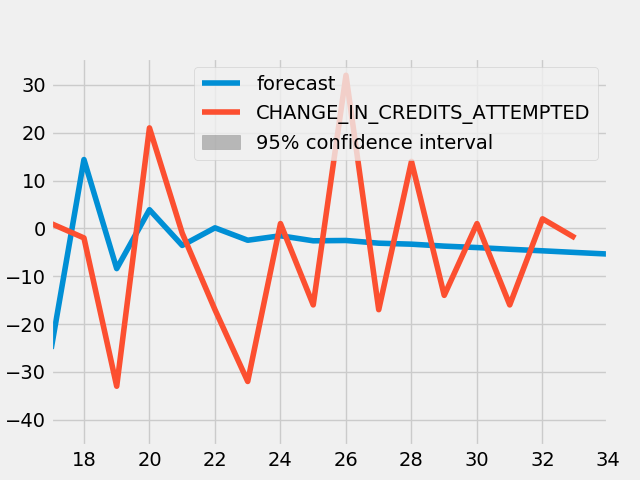 forecast
CHANGE_IN_CREDITS_ATTEMPTED
95% confidence interval
30
20
10
0
−10
−20
−30
−40
18 20 22 24 26 28 30 32 34